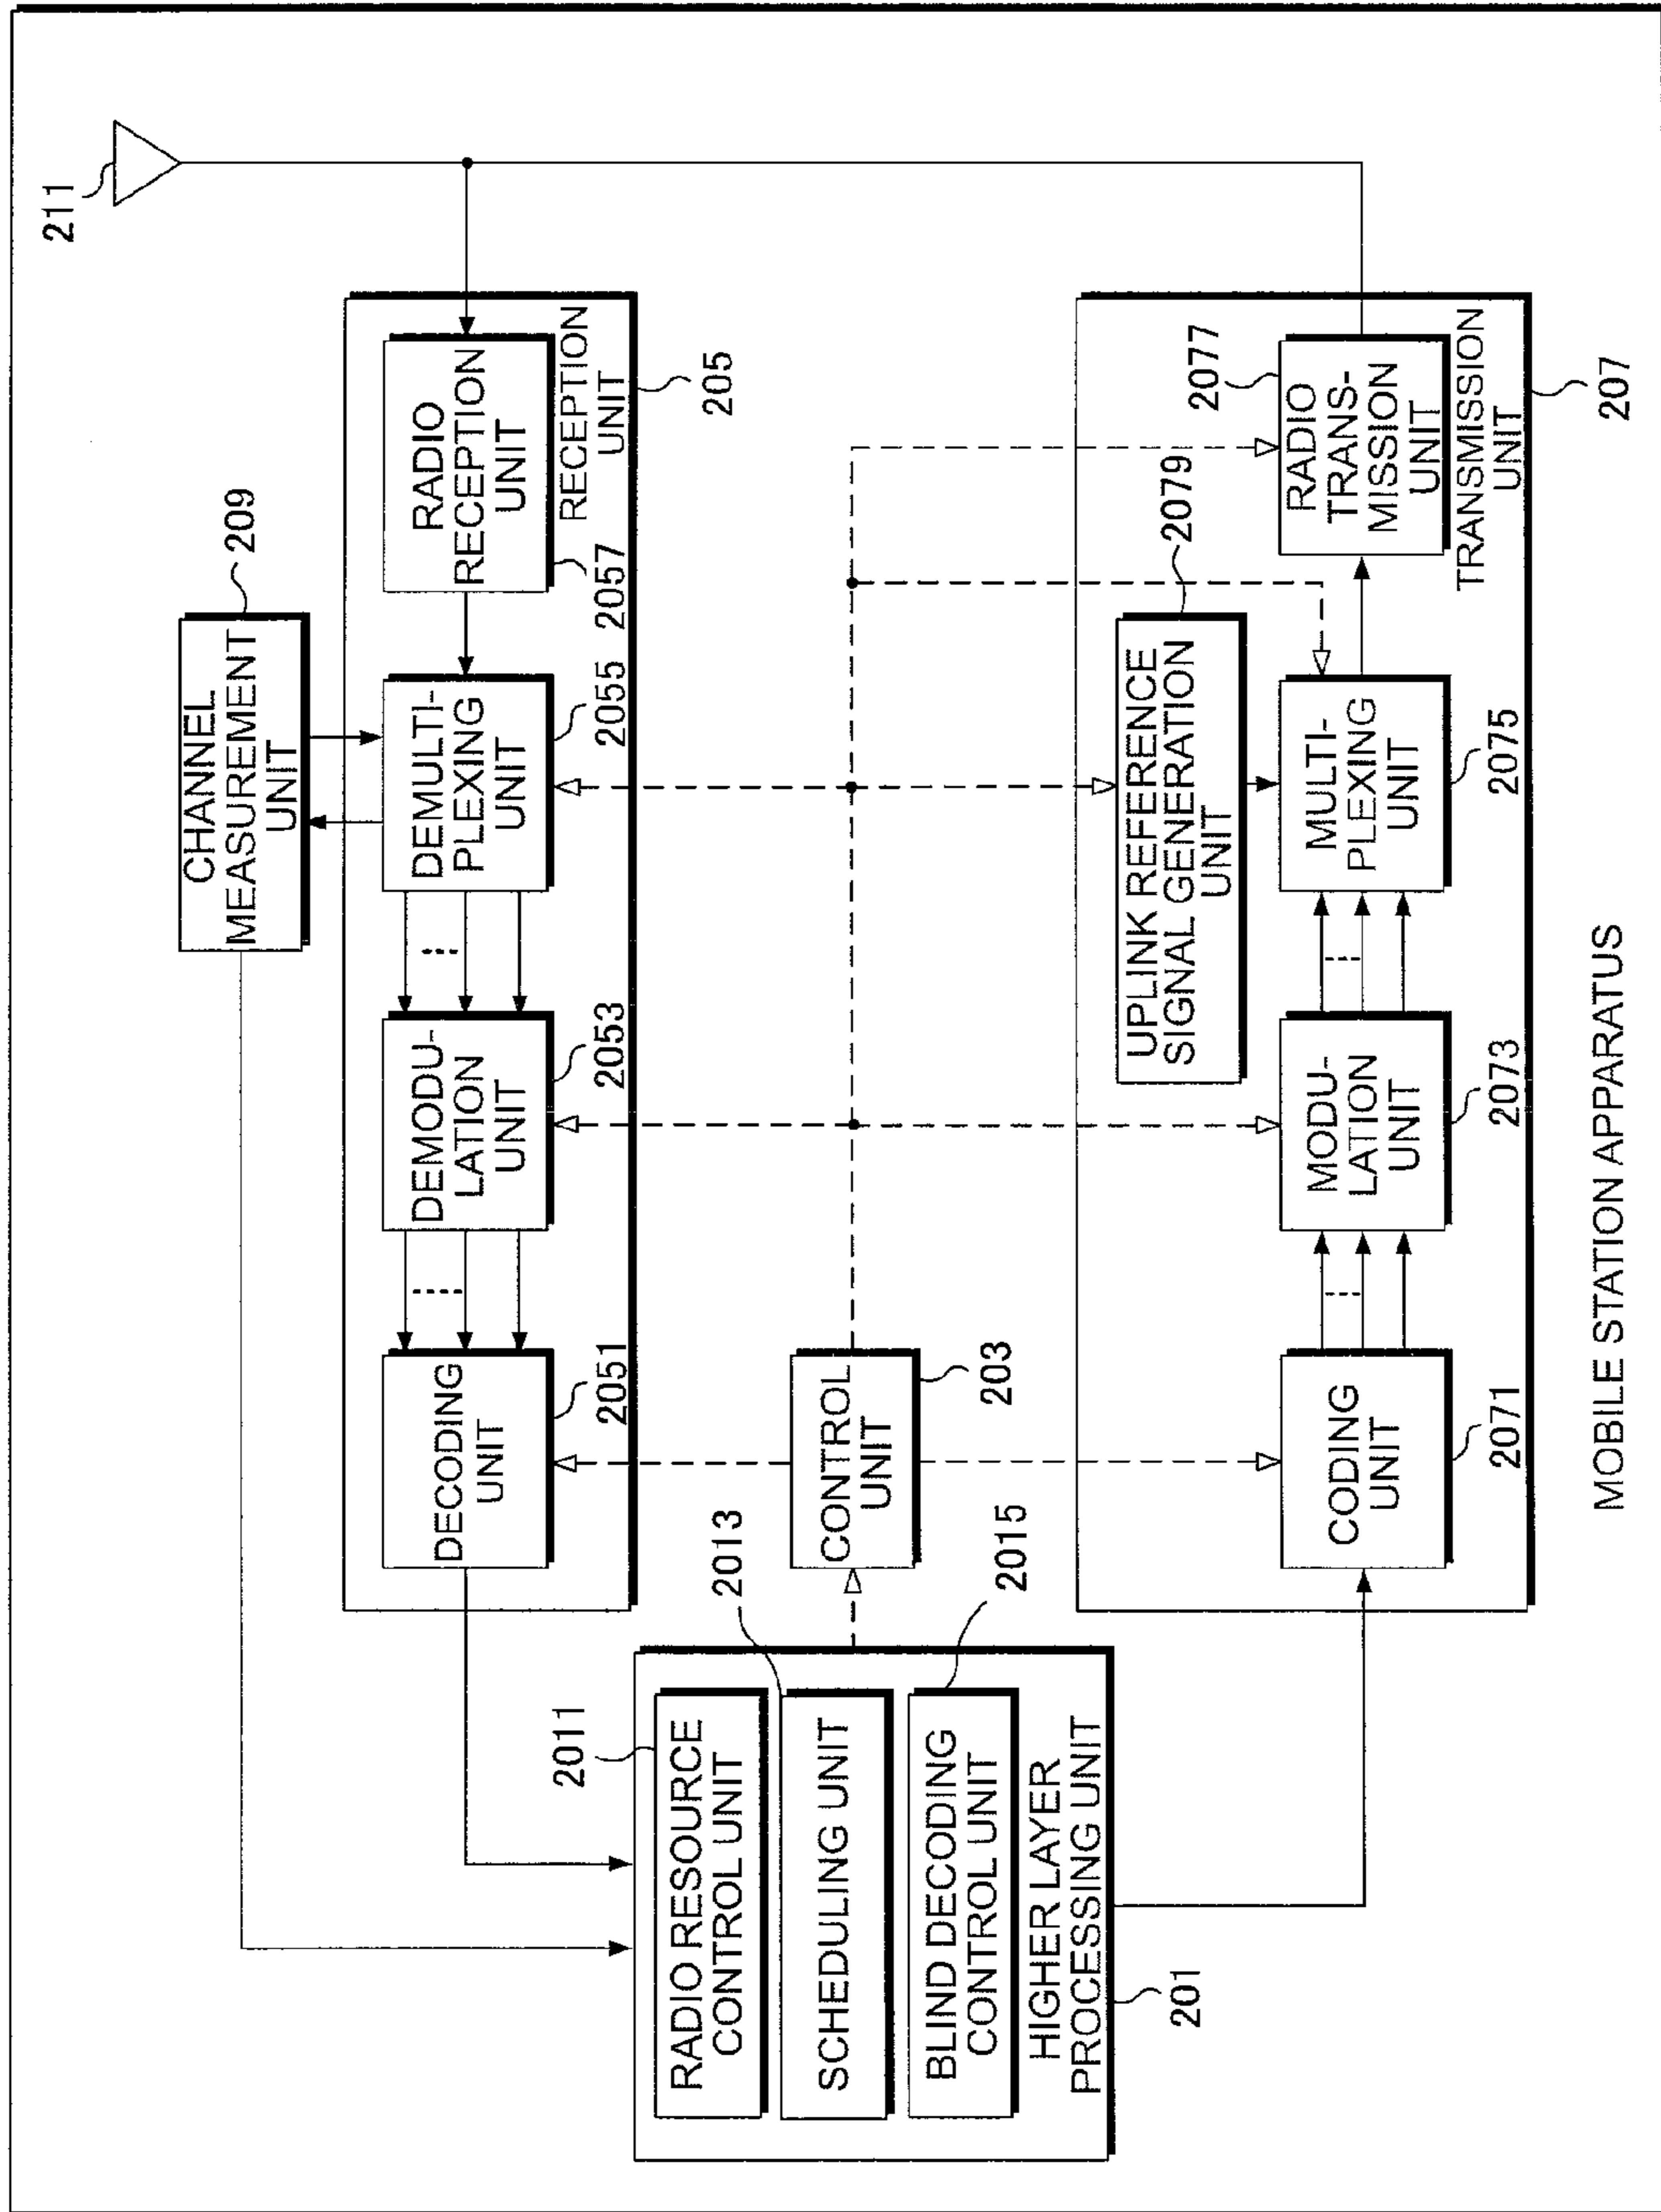 211
CHANNEL
MEASUREMENT
UNIT
209
RADIO
RECEPTION
UNIT
2057
RECEPTION
UNIT
205
DEMULTI-
PLEXING
UNIT
2055
DEMODU-
LATION
UNIT
2053
DECODING
UNIT
2051
RADIO RESOURCE
CONTROL UNIT
2011
SCHEDULING UNIT
2013
BLIND DECODING
CONTROL UNIT
2015
HIGHER LAYER
PROCESSING UNIT
201
CONTROL
UNIT
203
UPLINK REFERENCE
SIGNAL GENERATION
UNIT
2079
CODING
UNIT
2071
MODU-
LATION
UNIT
2073
MULTI-
PLEXING
UNIT
2075
RADIO
TRANS-
MISSION
UNIT
2077
TRANSMISSION
UNIT
207
MOBILE STATION APPARATUS